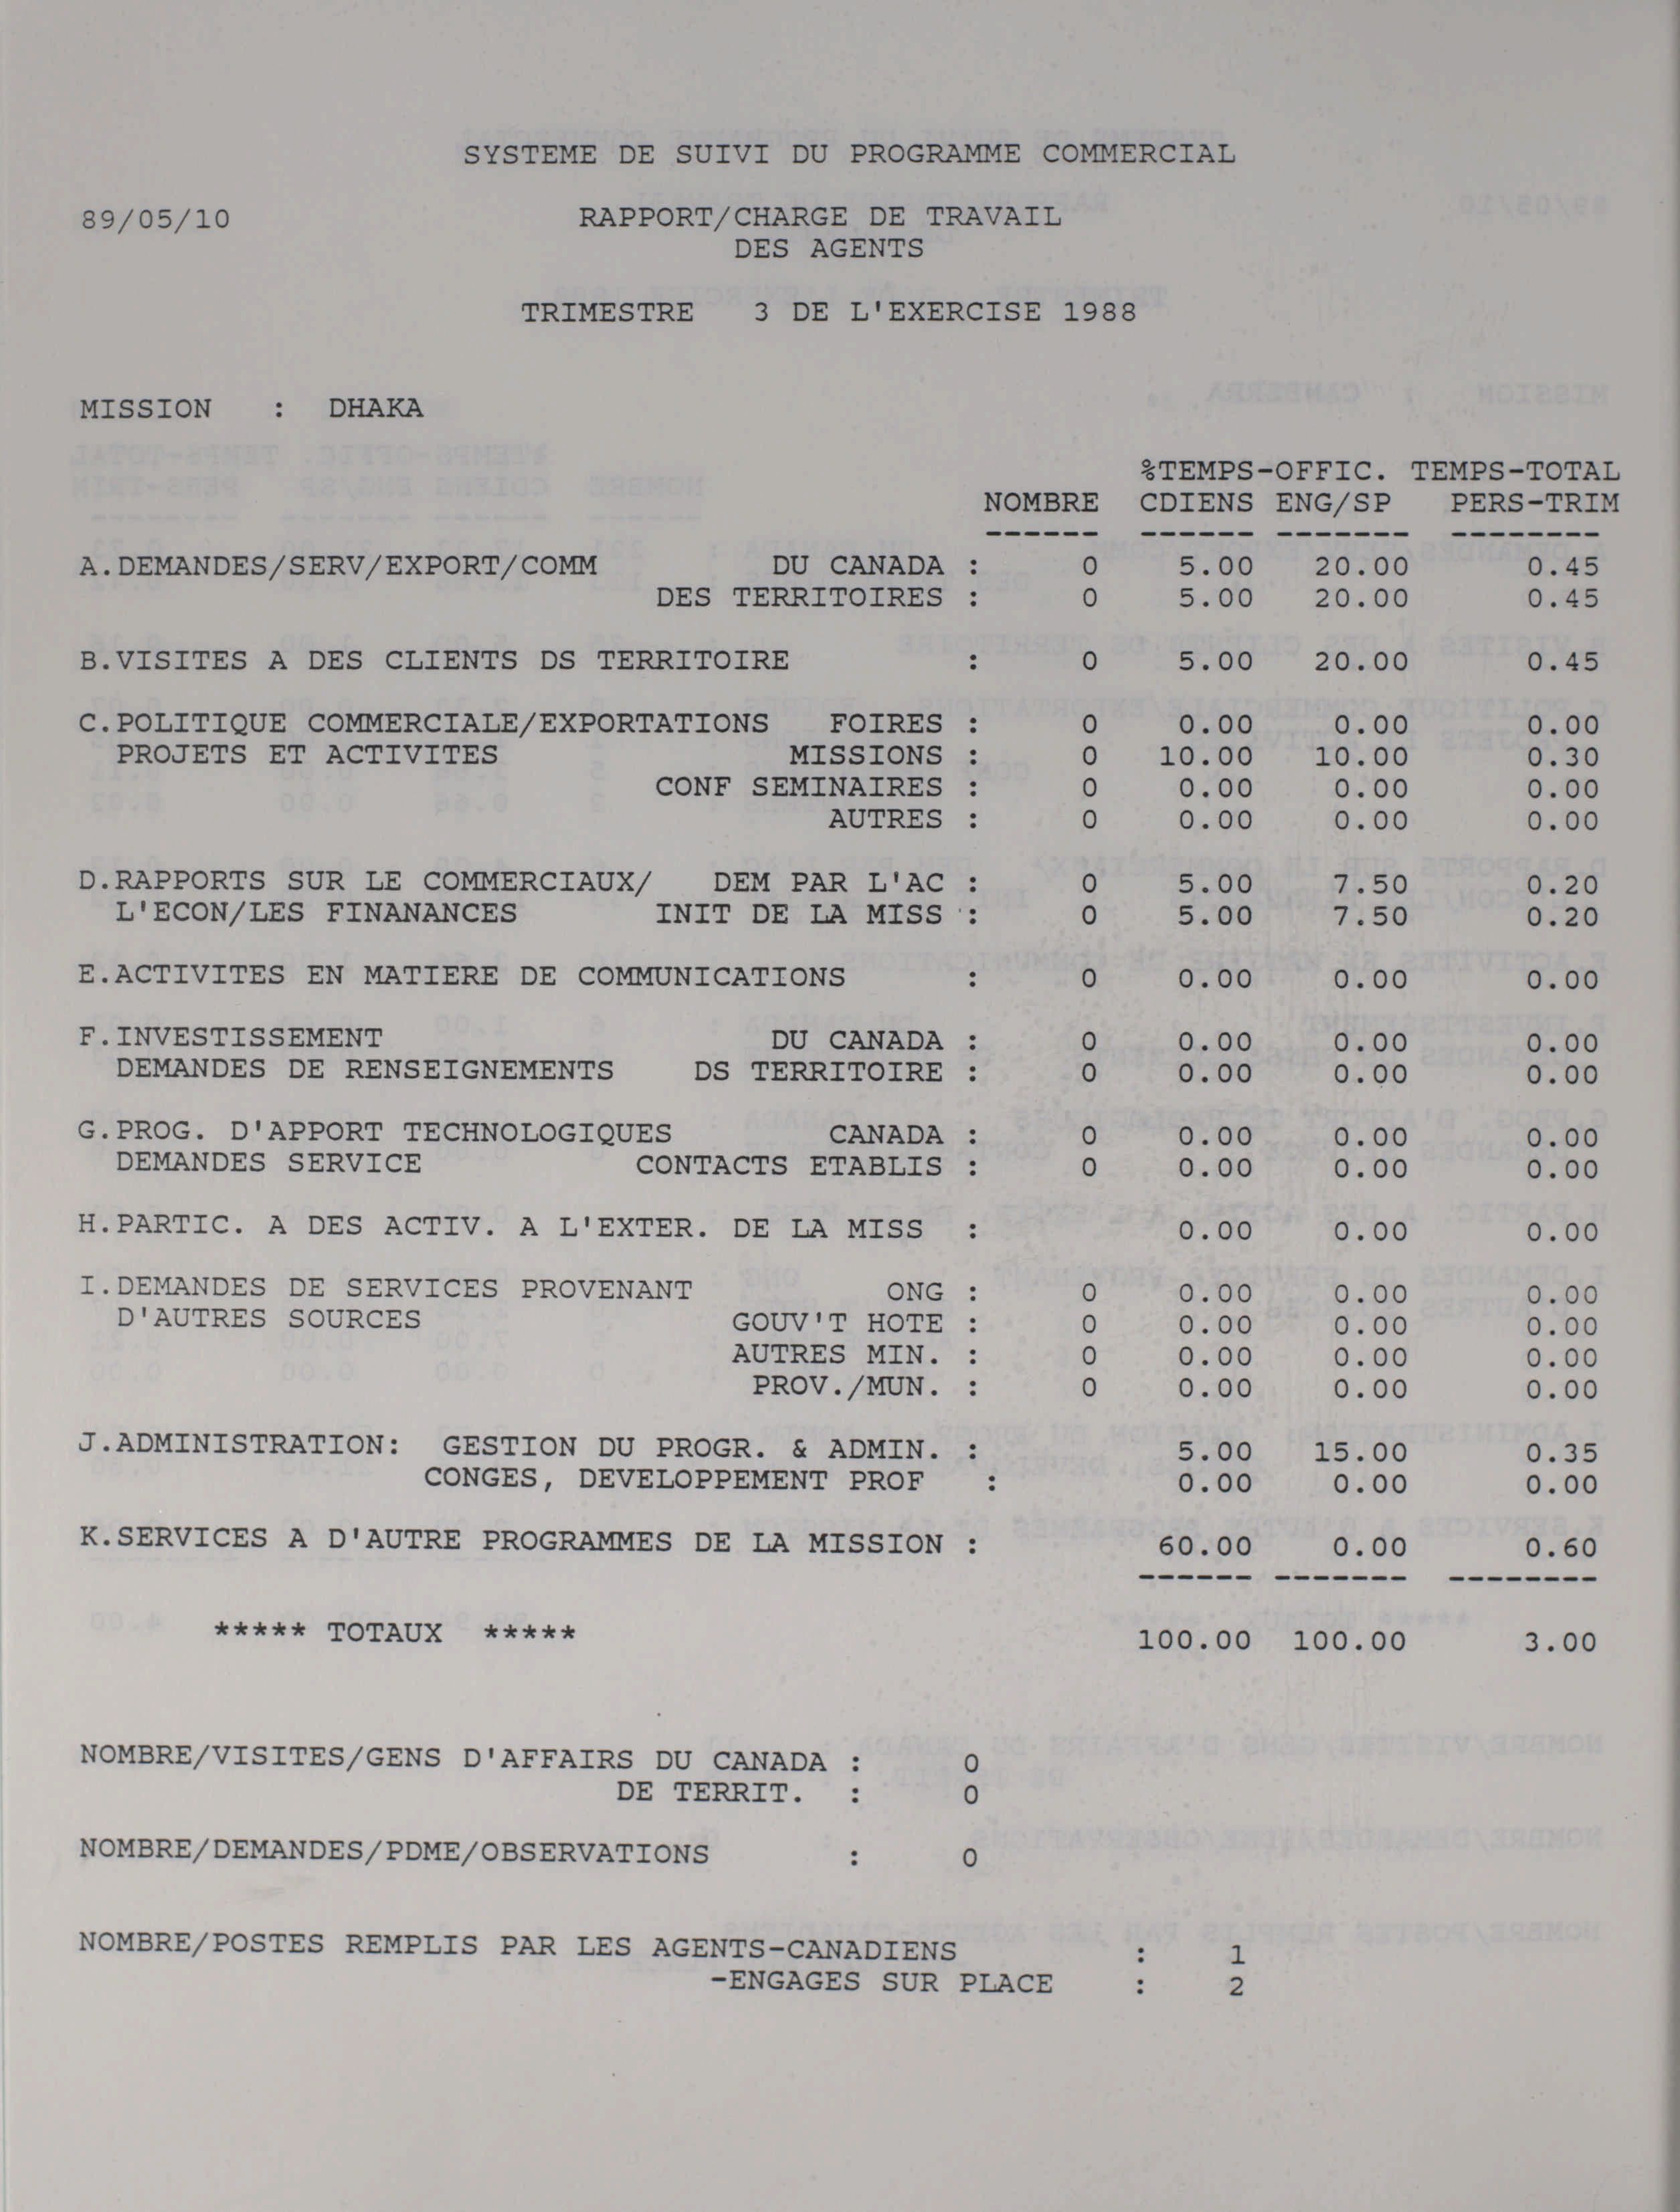 SYSTEME DE SUIVI DU PROGRAMME COMMERCIAL
89/05/10 RAPPORT/CHARGE DE TRAVAIL
DES AGENTS
TRIMESTRE 3 DE L'EXERCISE 1988
MISSION : DHAKA
%TEMPS-OFFIC. TEMPS-TOTAL
NOMBRE CDIENS ENG/SP PERS-TRIM
------ ------ ------- --------
A.DEMANDES/SERV/EXPORT/COMM DU CANADA : 0 5.00 20.00 0.45
DES TERRITOIRES : 0 5.00 20.00 0.45
B.VISITES A DES CLIENTS DS TERRITOIRE : 0 5.00 20.00 0.45
C.POLITIQUE COMMERCIALE/EXPORTATIONS FOIRES : 0 0.00 0.00 0.00
PROJETS ET ACTIVITES MISSIONS : 0 10.00 10.00 0.30
CONF SEMINAIRES : 0 0.00 0.00 0.00
AUTRES : 0 0.00 0.00 0.00
D.RAPPORTS SUR LE COMMERCIAUX/ DEM PAR L'AC : 0 5.00 7.50 0.20
L'ECON/LES FINANANCES INIT DE LA MISS : 0 5.00 7.50 0.20
E.ACTIVITES EN MATIERE DE COMMUNICATIONS : 0 0.00 0.00 0.00
F.INVESTISSEMENT DU CANADA : 0 0.00 0.00 0.00
DEMANDES DE RENSEIGNEMENTS DS TERRITOIRE : 0 0.00 0.00 0.00
G.PROG. D'APPORT TECHNOLOGIQUES CANADA : 0 0.00 0.00 0.00
DEMANDES SERVICE CONTACTS ETABLIS : 0 0.00 0.00 0.00
H.PARTIC. A DES ACTIV. A L'EXTER. DE LA MISS : 0.00 0.00 0.00
I.DEMANDES DE SERVICES PROVENANT ONG : 0 0.00 0.00 0.00
D'AUTRES SOURCES GOUV'T HOTE : 0 0.00 0.00 0.00
AUTRES MIN. : 0 0.00 0.00 0.00
PROV./MUN. : 0 0.00 0.00 0.00
J.ADMINISTRATION: GESTION DU PROGR. & ADMIN. : 5.00 15.00 0.35
CONGES, DEVELOPPEMENT PROF : 0.00 0.00 0.00
K.SERVICES A D'AUTRE PROGRAMMES DE LA MISSION : 60.00 0.00 0.60
------ ------- --------
***** TOTAUX ***** 100.00 100.00 3.00
NOMBRE/VISITES/GENS D'AFFAIRS DU CANADA : 0
DE TERRIT. : 0
NOMBRE/DEMANDES/PDME/OBSERVATIONS : 0
NOMBRE/POSTES REMPLIS PAR LES AGENTS-CANADIENS : 1
-ENGAGES SUR PLACE : 2